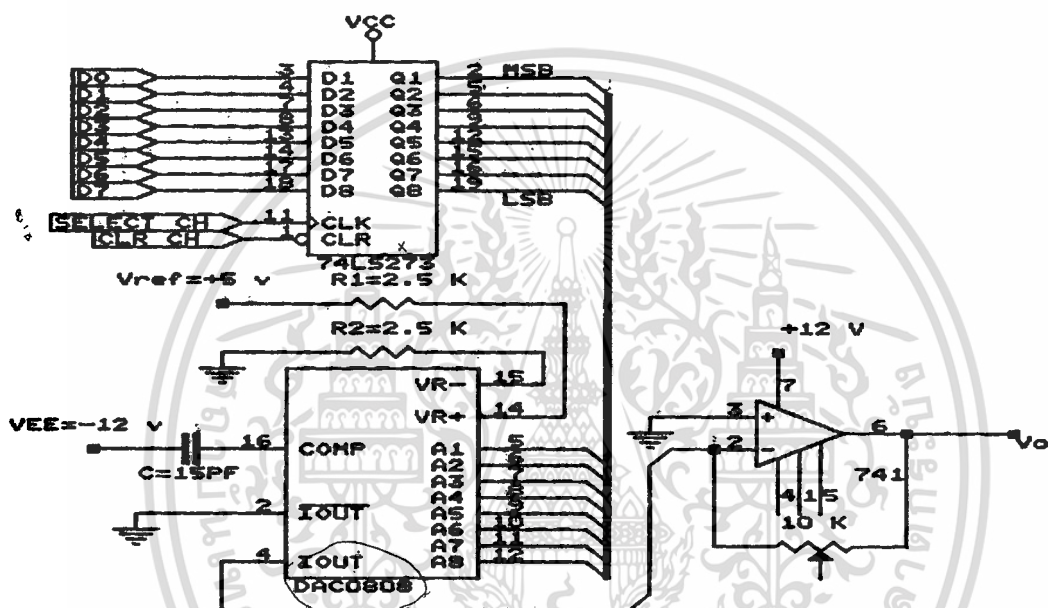 VCC
D0 D1 Q1 MSB
D1 D2 Q2
D2 D3 Q3
D3 D4 Q4
D4 D5 Q5
D5 D6 Q6
D6 D7 Q7
D7 D8 Q8
LSB
SELECT CH 11 CLK
CLR CH 1 CLR
74LS273
Vref=+5 v R1=2.5 K
R2=2.5 K
+12 V
VR- 15
7
VR+ 14
3 +
6
VEE=-12 v
2 -
Vo
16 COMP A1 5
C=15PF
A2
A3
741
A4
4 1 5
2 IOUT A5
10 K
A6
A7 11
4 IOUT A8 12
DAC0808